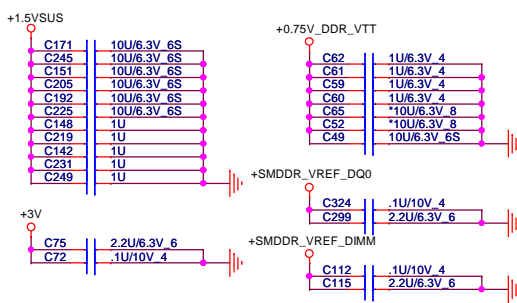 +1.5VSUS
C171 10U/6.3V_6S
C245 10U/6.3V_6S
C151 10U/6.3V_6S
C205 10U/6.3V_6S
C192 10U/6.3V_6S
C225 10U/6.3V_6S
C148 1U
C219 1U
C142 1U
C231 1U
C249 1U
+3V
C75 2.2U/6.3V_6
C72 .1U/10V_4
+0.75V_DDR_VTT
C62 1U/6.3V_4
C61 1U/6.3V_4
C59 1U/6.3V_4
C60 1U/6.3V_4
C65 *10U/6.3V_8
C52 *10U/6.3V_8
C49 10U/6.3V_6S
+SMDDR_VREF_DQ0
C324 .1U/10V_4
C299 2.2U/6.3V_6
+SMDDR_VREF_DIMM
C112 .1U/10V_4
C115 2.2U/6.3V_6